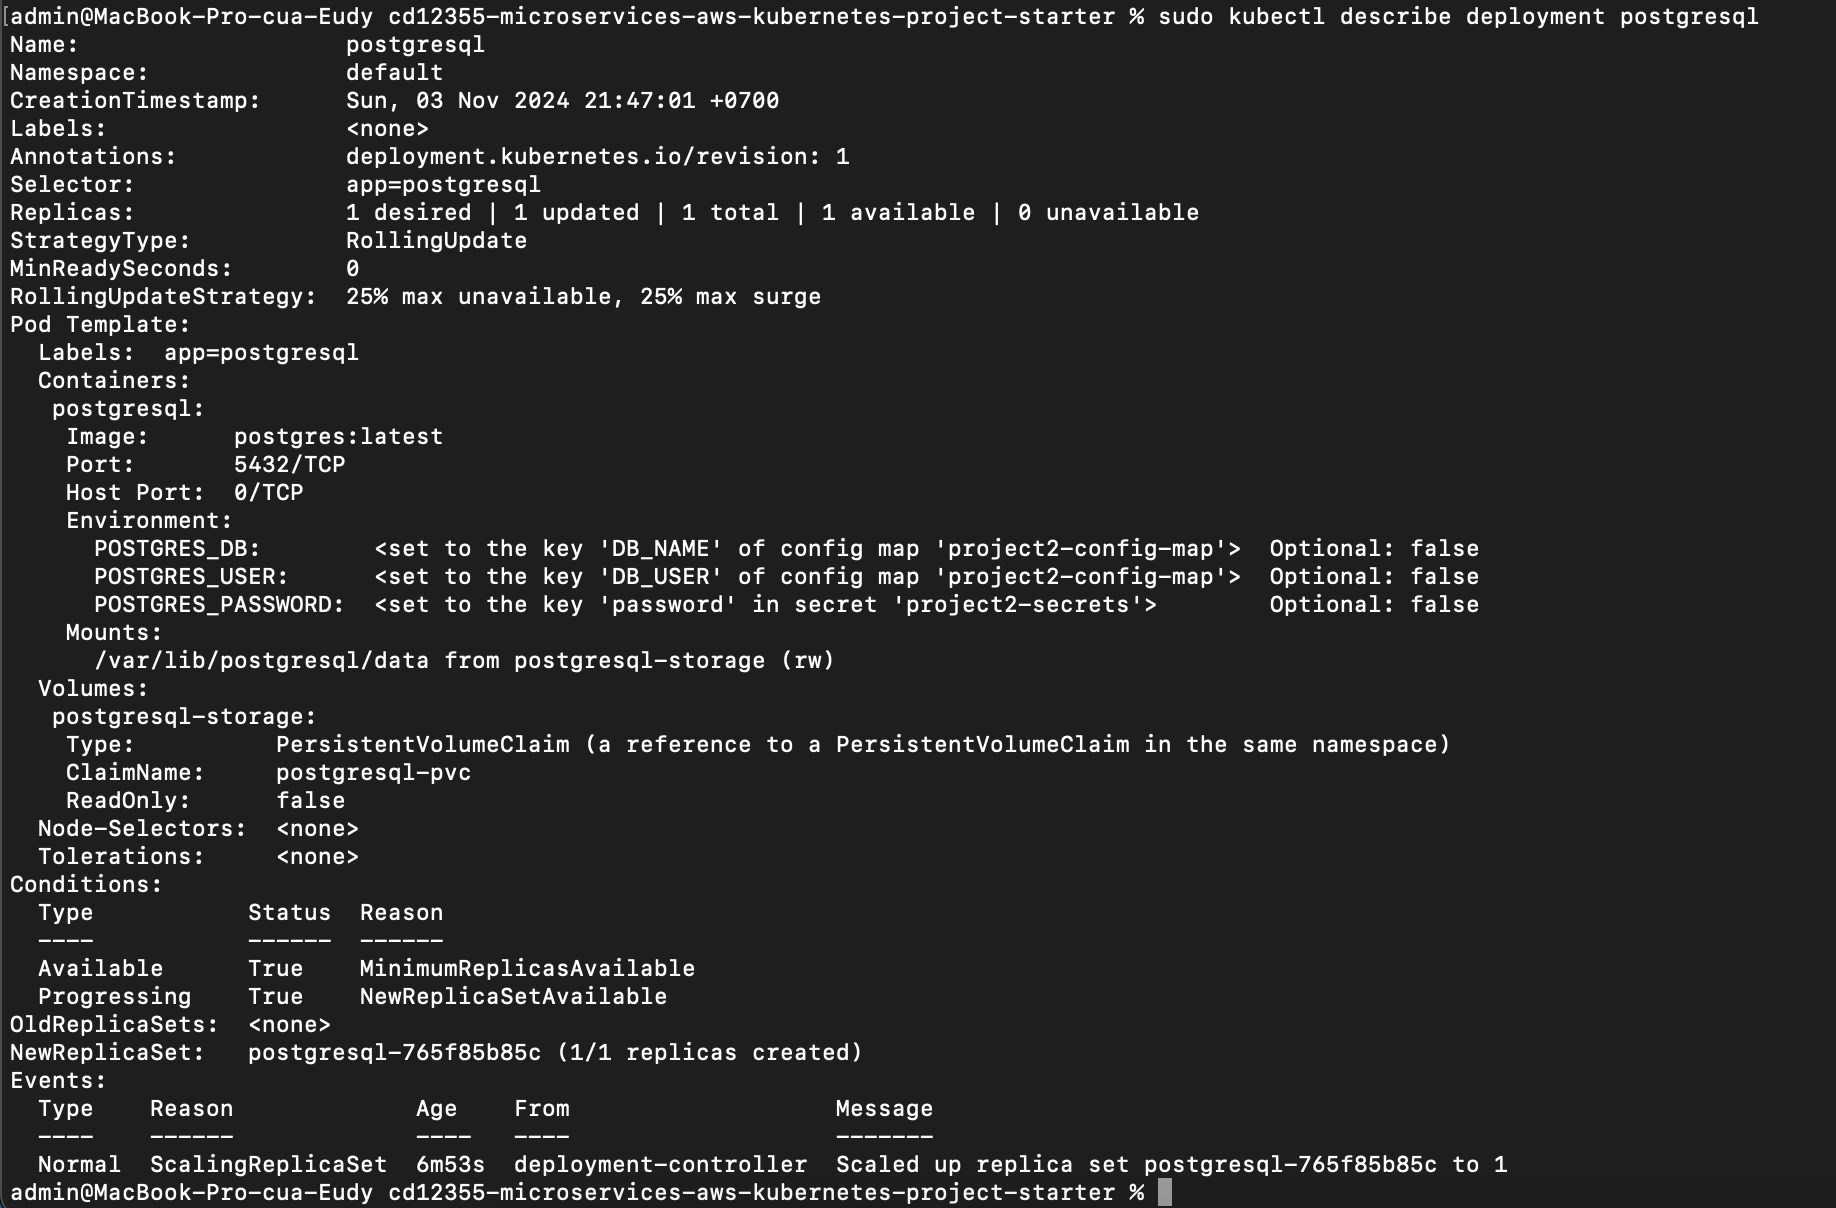 [admin@MacBook-Pro-cua-Eudy cd12355-microservices-aws-kubernetes-project-starter % sudo kubectl describe deployment postgresql
Name:                   postgresql
Namespace:              default
CreationTimestamp:      Sun, 03 Nov 2024 21:47:01 +0700
Labels:                 <none>
Annotations:            deployment.kubernetes.io/revision: 1
Selector:               app=postgresql
Replicas:               1 desired | 1 updated | 1 total | 1 available | 0 unavailable
StrategyType:           RollingUpdate
MinReadySeconds:        0
RollingUpdateStrategy:  25% max unavailable, 25% max surge
Pod Template:
  Labels:  app=postgresql
  Containers:
   postgresql:
    Image:      postgres:latest
    Port:       5432/TCP
    Host Port:  0/TCP
    Environment:
      POSTGRES_DB:        <set to the key 'DB_NAME' of config map 'project2-config-map'>  Optional: false
      POSTGRES_USER:      <set to the key 'DB_USER' of config map 'project2-config-map'>  Optional: false
      POSTGRES_PASSWORD:  <set to the key 'password' in secret 'project2-secrets'>        Optional: false
    Mounts:
      /var/lib/postgresql/data from postgresql-storage (rw)
  Volumes:
   postgresql-storage:
    Type:          PersistentVolumeClaim (a reference to a PersistentVolumeClaim in the same namespace)
    ClaimName:     postgresql-pvc
    ReadOnly:      false
  Node-Selectors:  <none>
  Tolerations:     <none>
Conditions:
  Type           Status  Reason
  ----           ------  ------
  Available      True    MinimumReplicasAvailable
  Progressing    True    NewReplicaSetAvailable
OldReplicaSets:  <none>
NewReplicaSet:   postgresql-765f85b85c (1/1 replicas created)
Events:
  Type    Reason             Age    From                   Message
  ----    ------             ----   ----                   -------
  Normal  ScalingReplicaSet  6m53s  deployment-controller  Scaled up replica set postgresql-765f85b85c to 1
admin@MacBook-Pro-cua-Eudy cd12355-microservices-aws-kubernetes-project-starter %